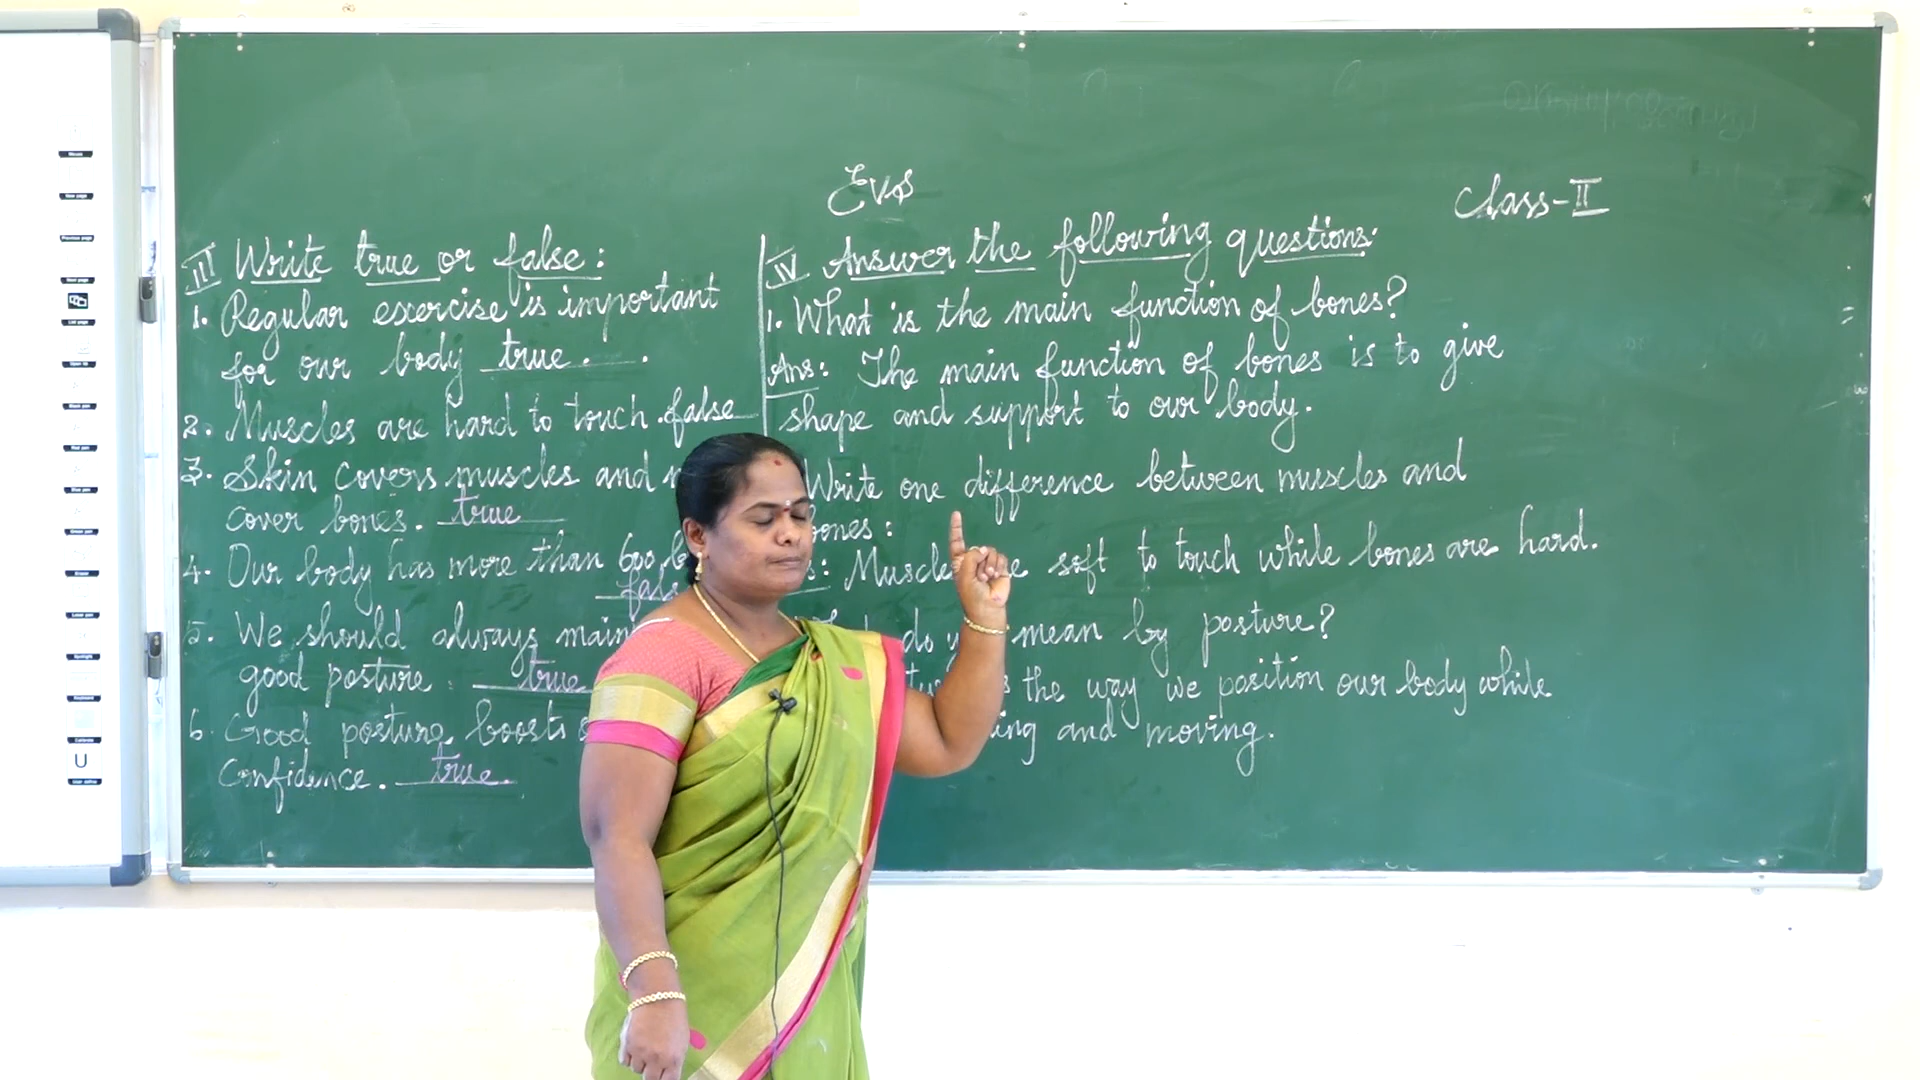 EVS
Class-II
III Write true or false:
1. Regular exercise is important
for our body true.
2. Muscles are hard to touch. false
3. Skin covers muscles and
cover bones. true
4. Our body has more than 600
false
5. We should always
good posture. true
6. Good posture boosts
Confidence. true.
IV Answer the following questions:
1. What is the main function of bones?
Ans: The main function of bones is to give
shape and support to our body.
Write one difference between muscles and
bones:
Muscles soft to touch while bones are hard.
do mean by posture?
the way we position our body while
and moving.
U